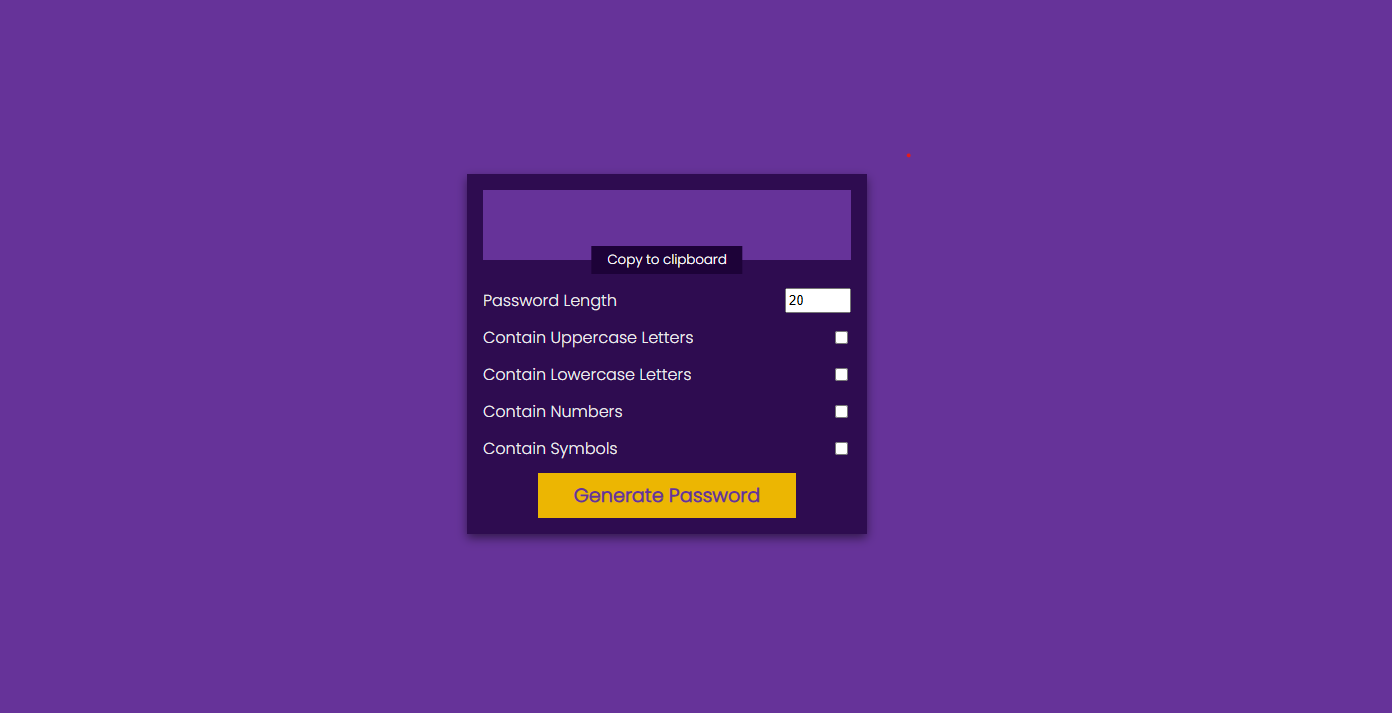 Copy to clipboard
Password Length 20
Contain Uppercase Letters
Contain Lowercase Letters
Contain Numbers
Contain Symbols
Generate Password